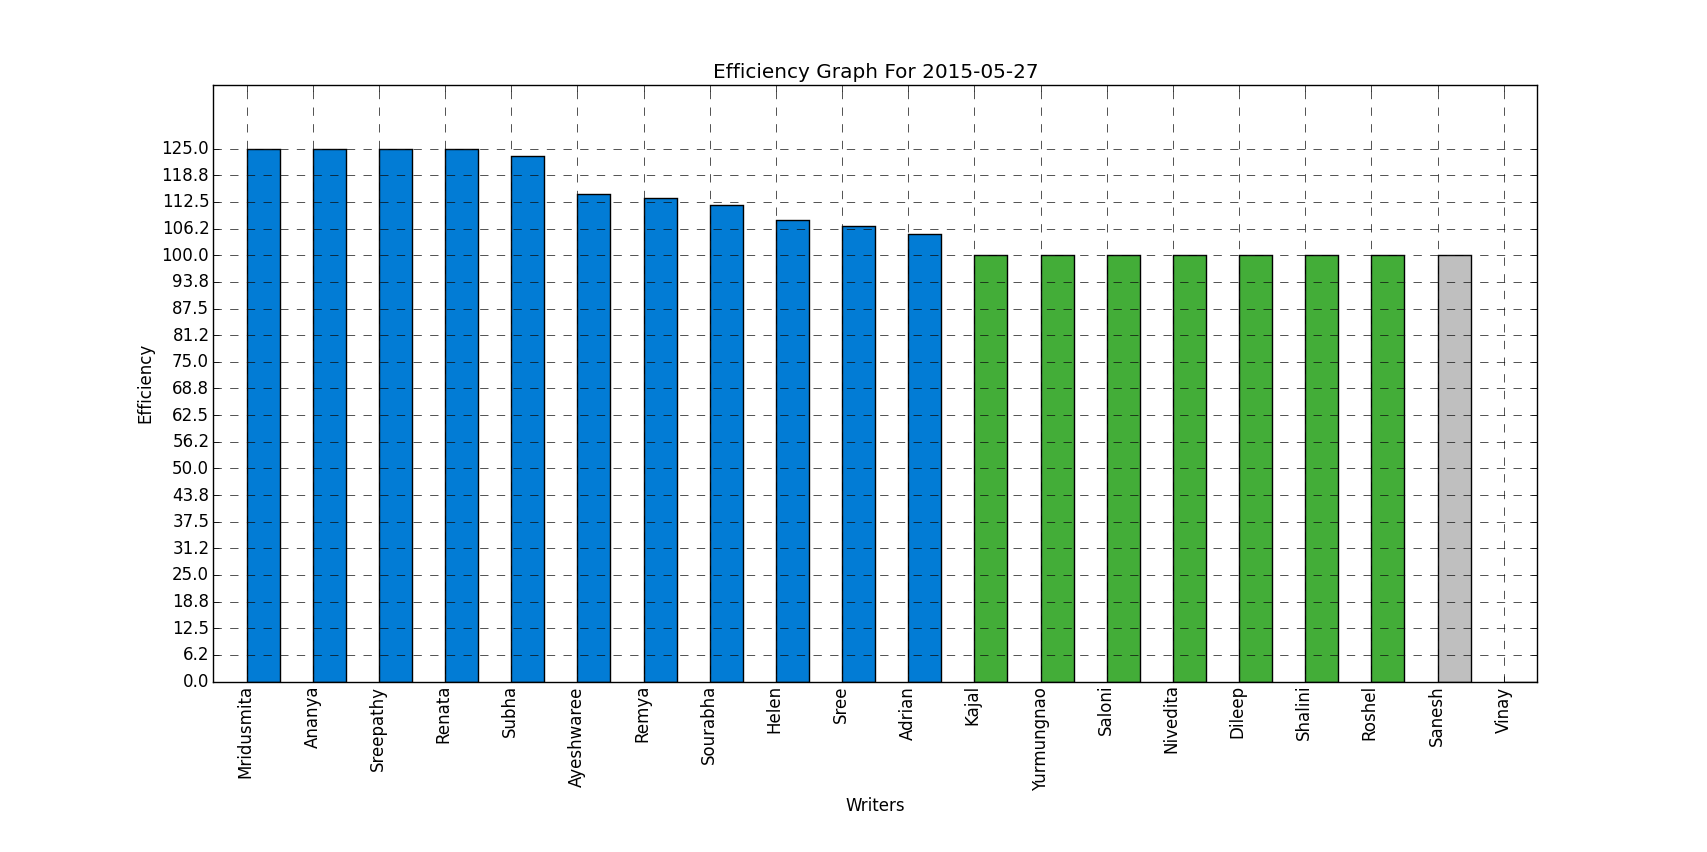 Efficiency Graph For 2015-05-27
125.0
118.8
112.5
106.2
100.0
93.8
87.5
81.2
75.0
68.8
62.5
56.2
50.0
43.8
37.5
31.2
25.0
18.8
12.5
6.2
0.0
Efficiency
Mridusmita
Ananya
Sreepathy
Renata
Subha
Ayeshwaree
Remya
Sourabha
Helen
Sree
Adrian
Kajal
Yurmungnao
Saloni
Nivedita
Dileep
Shalini
Roshel
Sanesh
Vinay
Writers